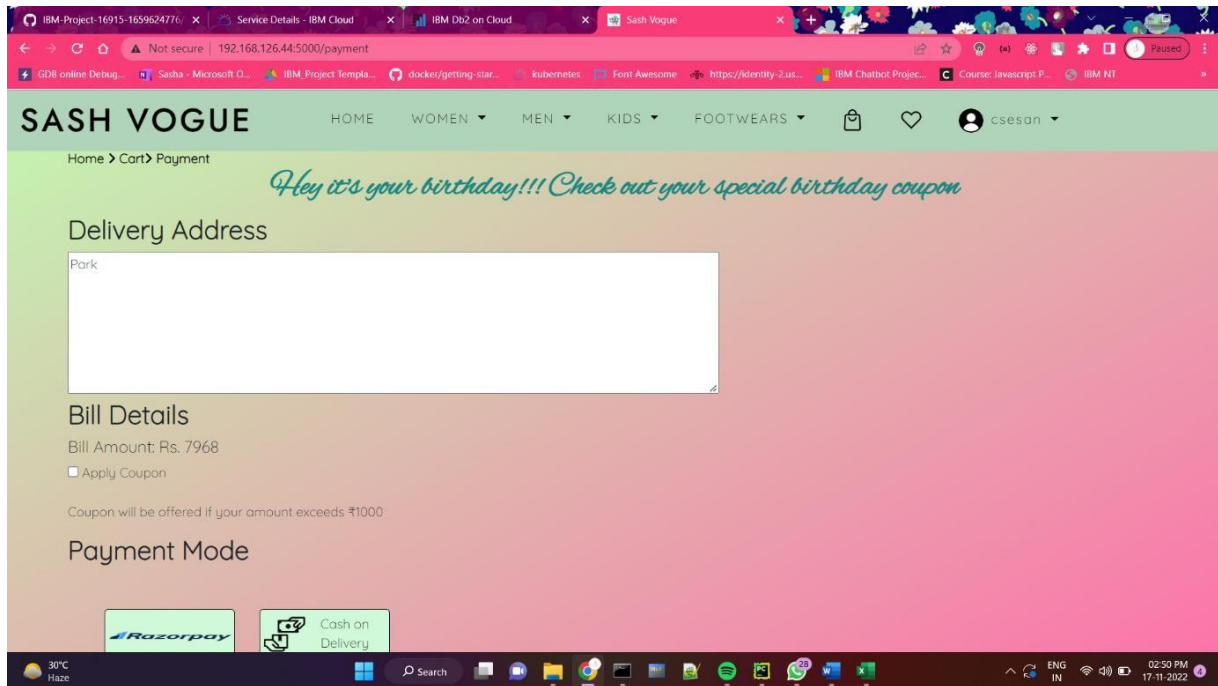 IBM-Project-16915-1659624776/
Service Details - IBM Cloud
IBM Db2 on Cloud
Sash Vogue
Not secure | 192.168.126.44:5000/payment
Paused
GDB online Debug...
Sasha - Microsoft O...
IBM_Project Templa...
docker/getting-star...
kubernetes
Font Awesome
https://identity-2.us...
IBM Chatbot Projec...
Course: Javascript P...
IBM NT
»
SASH VOGUE
HOME
WOMEN
MEN
KIDS
FOOTWEARS
csesan
Home > Cart> Payment
Hey it's your birthday!!! Check out your special birthday coupon
Delivery Address
Park
Bill Details
Bill Amount: Rs. 7968
Apply Coupon
Coupon will be offered if your amount exceeds ₹1000
Payment Mode
Razorpay
Cash on
Delivery
30°C
Haze
Search
28
ENG
IN
02:50 PM
17-11-2022
4